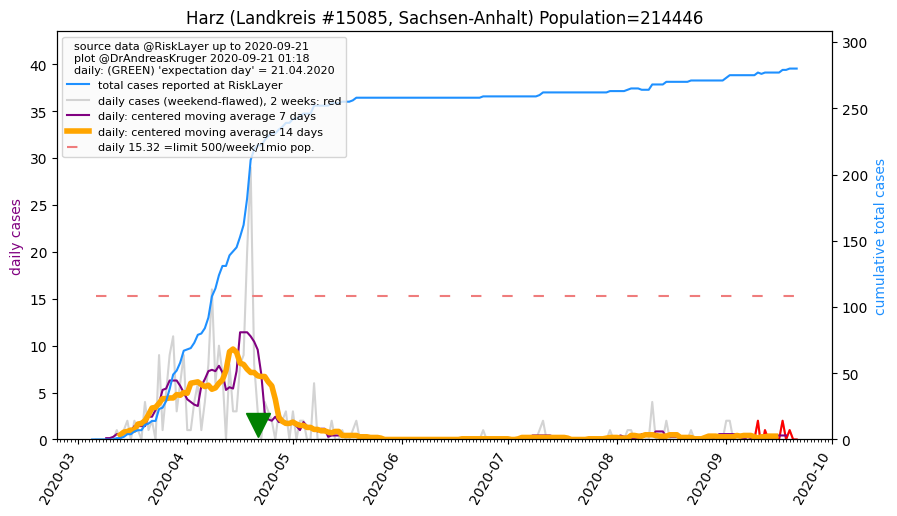 Harz (Landkreis #15085, Sachsen-Anhalt) Population=214446
source data @RiskLayer up to 2020-09-21
plot @DrAndreasKruger 2020-09-21 01:18
daily: (GREEN) 'expectation day' = 21.04.2020
total cases reported at RiskLayer
daily cases (weekend-flawed), 2 weeks: red
daily: centered moving average 7 days
daily: centered moving average 14 days
daily 15.32 =limit 500/week/1mio pop.
daily cases
40
35
30
25
20
15
10
5
0
cumulative total cases
300
250
200
150
100
50
0
2020-03
2020-04
2020-05
2020-06
2020-07
2020-08
2020-09
2020-10